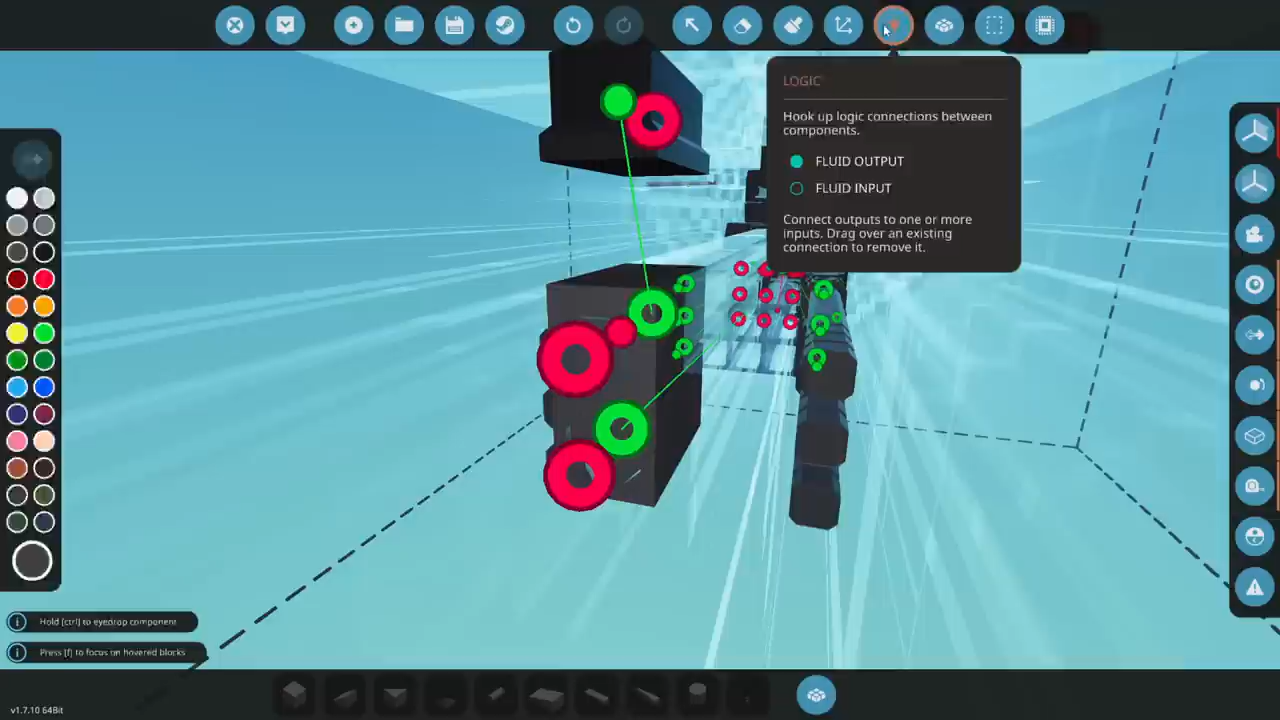 LOGIC
Hook up logic connections between
components.
FLUID OUTPUT
FLUID INPUT
Connect outputs to one or more
inputs. Drag over an existing
connection to remove it.
Hold [ctrl] to eyedrop component
Press [f] to focus on hovered blocks
v1.7.10 64Bit